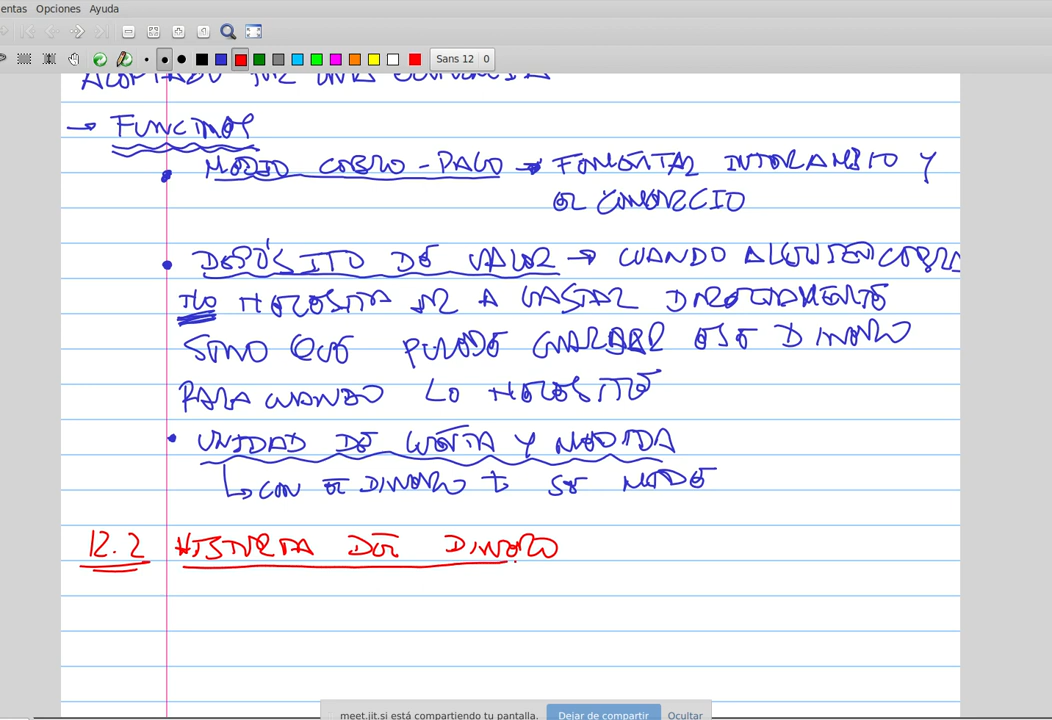 entas Opciones Ayuda
Sans 12 0
ACEPTADO POR UNA
→ FUNCIONES
• MEDIO COBRO-PAGO → FOMENTAR INTERCAMBIO Y
EL COMERCIO
• DEPÓSITO DE VALOR → CUANDO ALGUIEN COBRA
NO NECESITA IR A GASTAR DIRECTAMENTE
SINO QUE PUEDE GUARDAR ESE DINERO
PARA CUANDO LO NECESITE
• UNIDAD DE CUENTA Y MEDIDA
↳ CON EL DINERO t SE MIDE
12.2 HISTORIA DEL DINERO
meet.jit.si está compartiendo tu pantalla. Dejar de compartir Ocultar